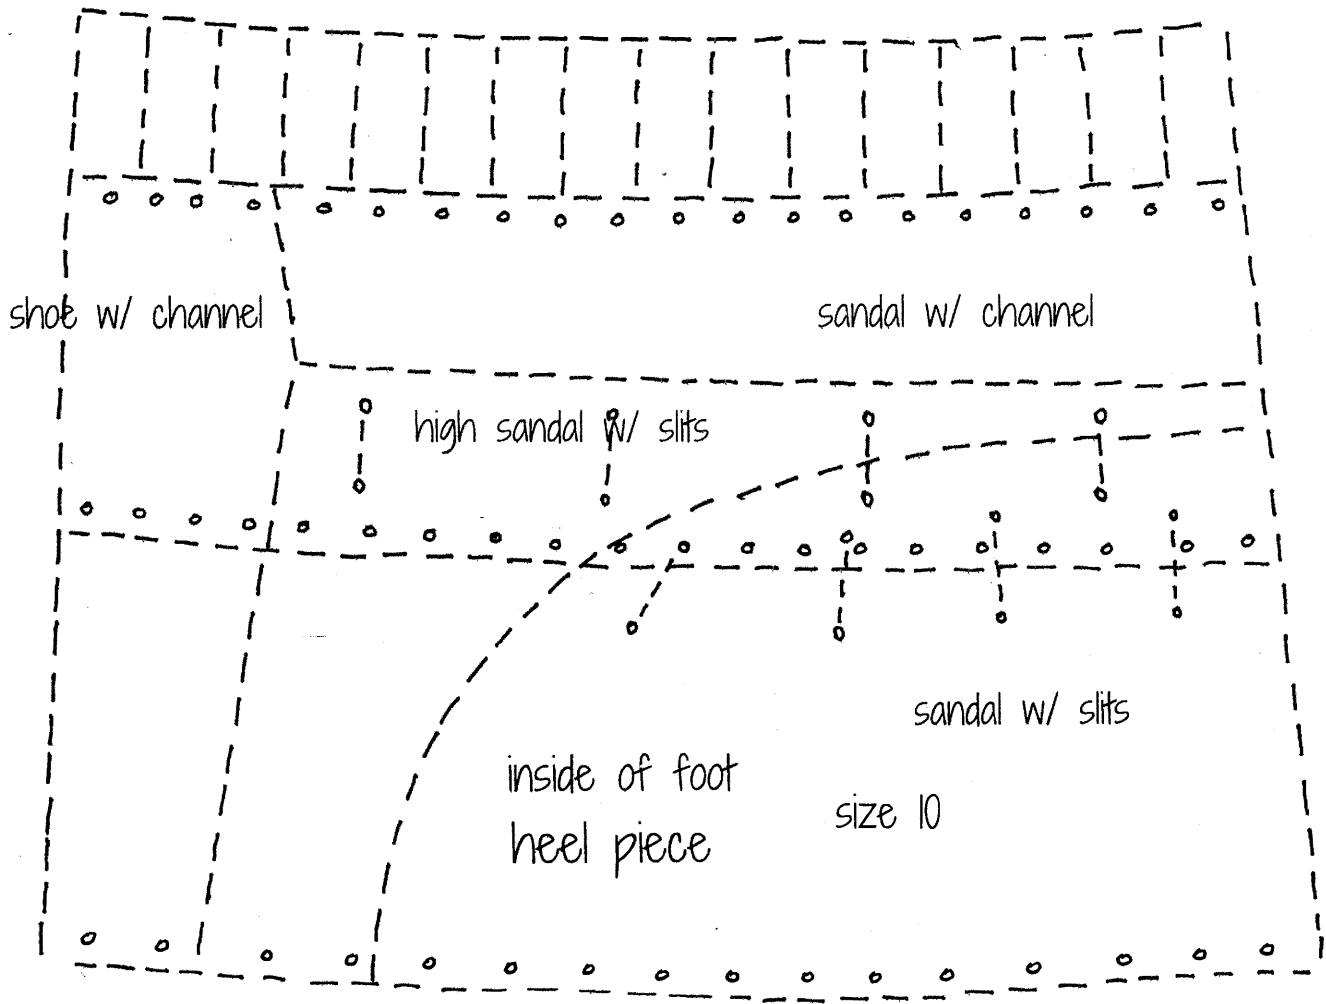 shoe w/ channel
sandal w/ channel
high sandal w/ slits
sandal w/ slits
inside of foot
heel piece
size 10